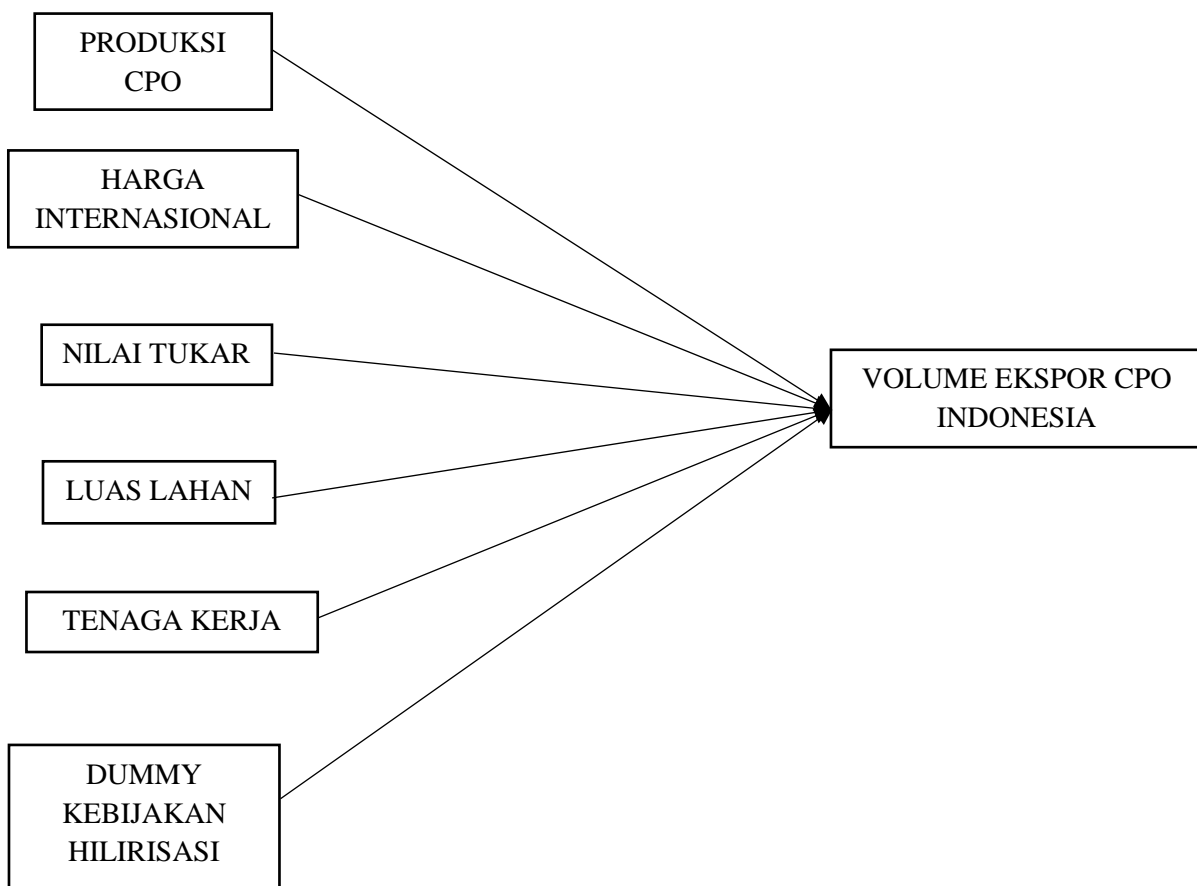 PRODUKSI
CPO
HARGA
INTERNASIONAL
NILAI TUKAR
LUAS LAHAN
TENAGA KERJA
DUMMY
KEBIJAKAN
HILIRISASI
VOLUME EKSPOR CPO
INDONESIA